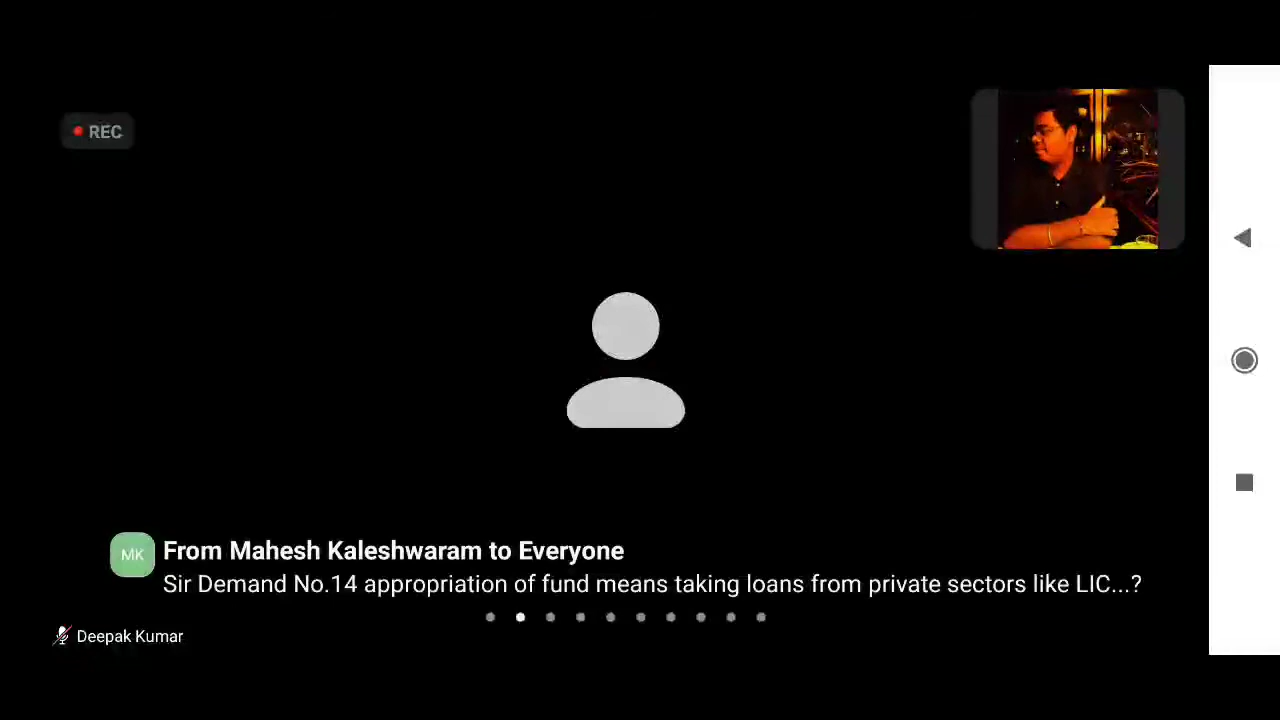 REC
MK
From Mahesh Kaleshwaram to Everyone
Sir Demand No.14 appropriation of fund means taking loans from private sectors like LIC...?
Deepak Kumar